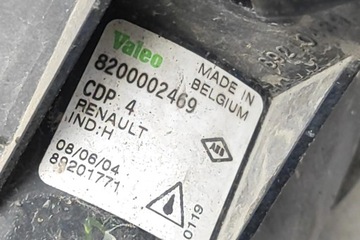 Valeo
8200002469
MADE IN
BELGIUM
CDP 4
RENAULT
IND:H
08/06/04
89201771
0119